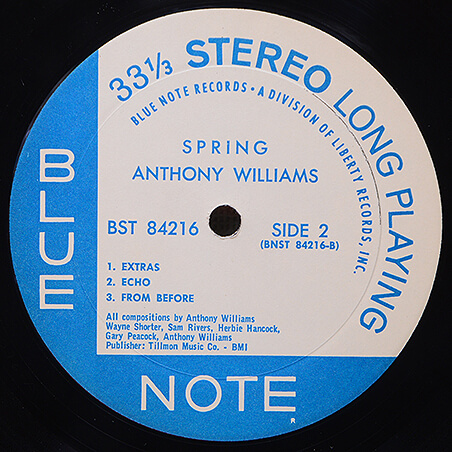 33 1/3 STEREO LONG PLAYING
BLUE NOTE RECORDS • A DIVISION OF LIBERTY RECORDS, INC.
SPRING
ANTHONY WILLIAMS
BST 84216
SIDE 2
(BNST 84216-B)
1. EXTRAS
2. ECHO
3. FROM BEFORE
All compositions by Anthony Williams
Wayne Shorter, Sam Rivers, Herbie Hancock,
Gary Peacock, Anthony Williams
Publisher: Tillmon Music Co. - BMI
BLUE
NOTE
R